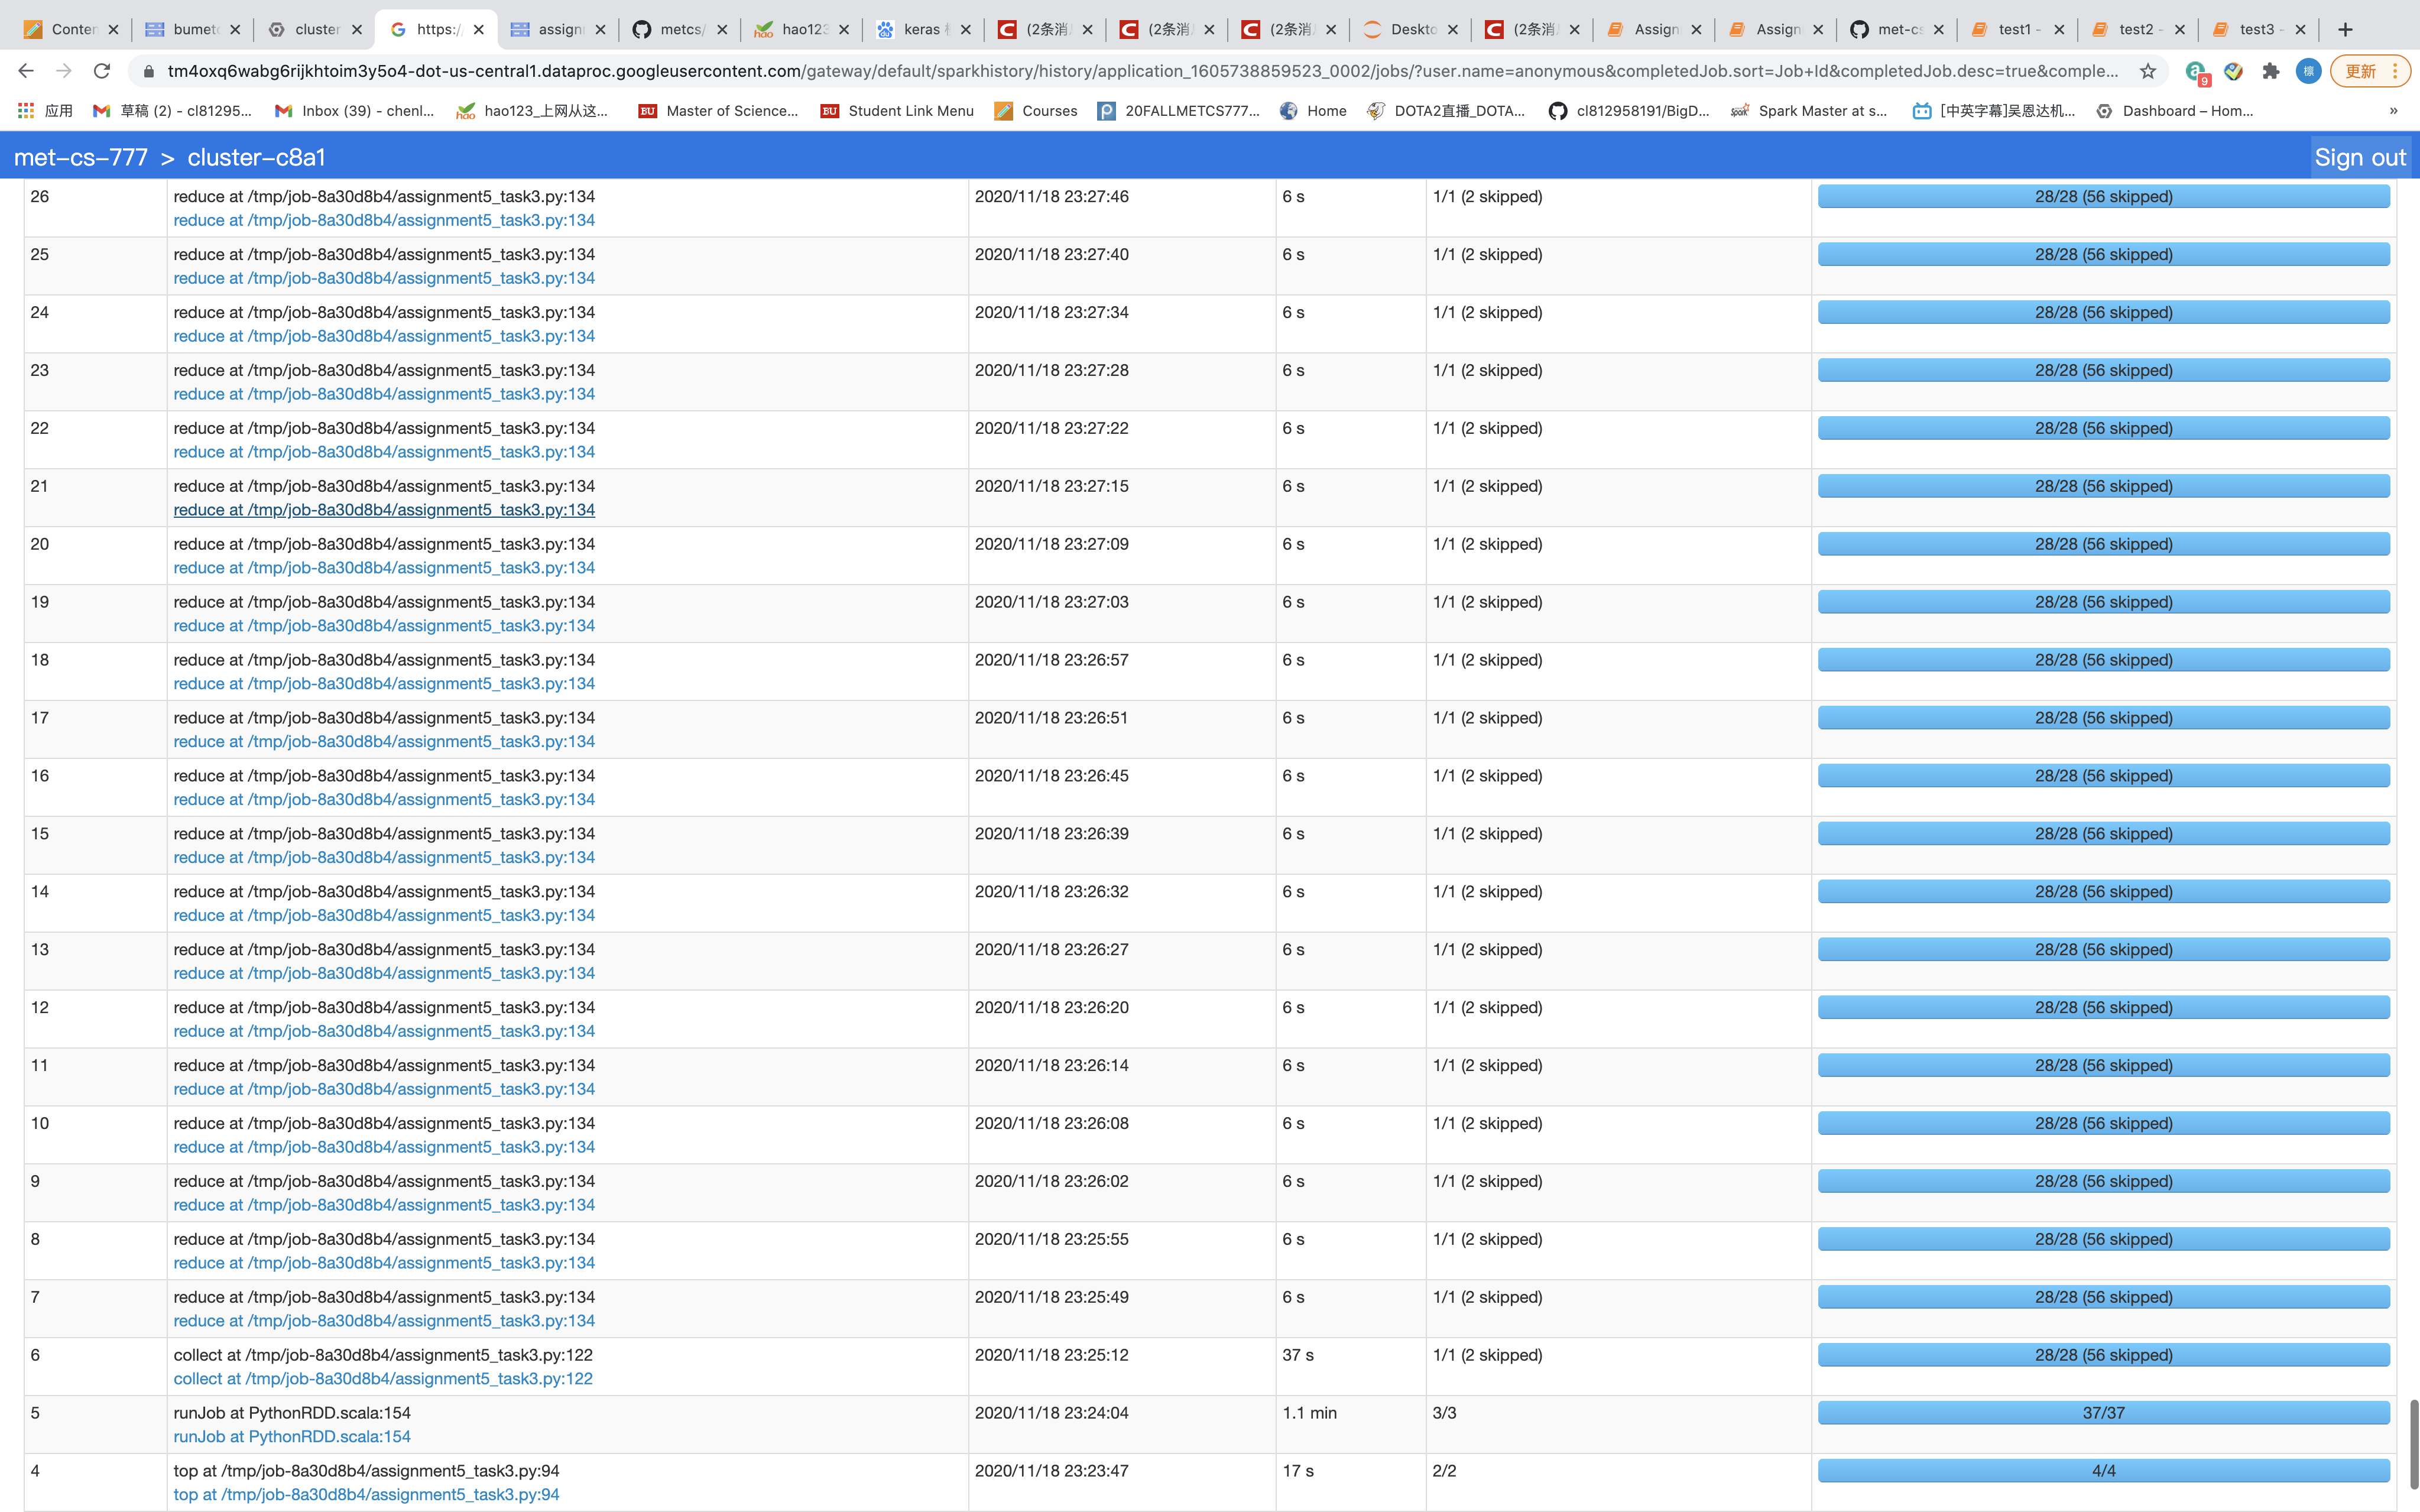 Conten
bumetc
cluster
https:/
assign
metcs/
hao123
keras
(2条消
(2条消
(2条消
Deskto
(2条消
Assign
Assign
met-cs
test1 -
test2 -
test3 -
tm4oxq6wabg6rijkhtoim3y5o4-dot-us-central1.dataproc.googleusercontent.com/gateway/default/sparkhistory/history/application_1605738859523_0002/jobs/?user.name=anonymous&completedJob.sort=Job+Id&completedJob.desc=true&comple...
9
標
更新
应用
草稿 (2) - cl81295...
Inbox (39) - chenl...
hao123_上网从这...
BU Master of Science...
BU Student Link Menu
Courses
20FALLMETCS777...
Home
DOTA2直播_DOTA...
cl812958191/BigD...
Spark Master at s...
[中英字幕]吴恩达机...
Dashboard – Hom...
»
met-cs-777 > cluster-c8a1
Sign out
26 reduce at /tmp/job-8a30d8b4/assignment5_task3.py:134 2020/11/18 23:27:46 6 s 1/1 (2 skipped) 28/28 (56 skipped)
reduce at /tmp/job-8a30d8b4/assignment5_task3.py:134
25 reduce at /tmp/job-8a30d8b4/assignment5_task3.py:134 2020/11/18 23:27:40 6 s 1/1 (2 skipped) 28/28 (56 skipped)
reduce at /tmp/job-8a30d8b4/assignment5_task3.py:134
24 reduce at /tmp/job-8a30d8b4/assignment5_task3.py:134 2020/11/18 23:27:34 6 s 1/1 (2 skipped) 28/28 (56 skipped)
reduce at /tmp/job-8a30d8b4/assignment5_task3.py:134
23 reduce at /tmp/job-8a30d8b4/assignment5_task3.py:134 2020/11/18 23:27:28 6 s 1/1 (2 skipped) 28/28 (56 skipped)
reduce at /tmp/job-8a30d8b4/assignment5_task3.py:134
22 reduce at /tmp/job-8a30d8b4/assignment5_task3.py:134 2020/11/18 23:27:22 6 s 1/1 (2 skipped) 28/28 (56 skipped)
reduce at /tmp/job-8a30d8b4/assignment5_task3.py:134
21 reduce at /tmp/job-8a30d8b4/assignment5_task3.py:134 2020/11/18 23:27:15 6 s 1/1 (2 skipped) 28/28 (56 skipped)
reduce at /tmp/job-8a30d8b4/assignment5_task3.py:134
20 reduce at /tmp/job-8a30d8b4/assignment5_task3.py:134 2020/11/18 23:27:09 6 s 1/1 (2 skipped) 28/28 (56 skipped)
reduce at /tmp/job-8a30d8b4/assignment5_task3.py:134
19 reduce at /tmp/job-8a30d8b4/assignment5_task3.py:134 2020/11/18 23:27:03 6 s 1/1 (2 skipped) 28/28 (56 skipped)
reduce at /tmp/job-8a30d8b4/assignment5_task3.py:134
18 reduce at /tmp/job-8a30d8b4/assignment5_task3.py:134 2020/11/18 23:26:57 6 s 1/1 (2 skipped) 28/28 (56 skipped)
reduce at /tmp/job-8a30d8b4/assignment5_task3.py:134
17 reduce at /tmp/job-8a30d8b4/assignment5_task3.py:134 2020/11/18 23:26:51 6 s 1/1 (2 skipped) 28/28 (56 skipped)
reduce at /tmp/job-8a30d8b4/assignment5_task3.py:134
16 reduce at /tmp/job-8a30d8b4/assignment5_task3.py:134 2020/11/18 23:26:45 6 s 1/1 (2 skipped) 28/28 (56 skipped)
reduce at /tmp/job-8a30d8b4/assignment5_task3.py:134
15 reduce at /tmp/job-8a30d8b4/assignment5_task3.py:134 2020/11/18 23:26:39 6 s 1/1 (2 skipped) 28/28 (56 skipped)
reduce at /tmp/job-8a30d8b4/assignment5_task3.py:134
14 reduce at /tmp/job-8a30d8b4/assignment5_task3.py:134 2020/11/18 23:26:32 6 s 1/1 (2 skipped) 28/28 (56 skipped)
reduce at /tmp/job-8a30d8b4/assignment5_task3.py:134
13 reduce at /tmp/job-8a30d8b4/assignment5_task3.py:134 2020/11/18 23:26:27 6 s 1/1 (2 skipped) 28/28 (56 skipped)
reduce at /tmp/job-8a30d8b4/assignment5_task3.py:134
12 reduce at /tmp/job-8a30d8b4/assignment5_task3.py:134 2020/11/18 23:26:20 6 s 1/1 (2 skipped) 28/28 (56 skipped)
reduce at /tmp/job-8a30d8b4/assignment5_task3.py:134
11 reduce at /tmp/job-8a30d8b4/assignment5_task3.py:134 2020/11/18 23:26:14 6 s 1/1 (2 skipped) 28/28 (56 skipped)
reduce at /tmp/job-8a30d8b4/assignment5_task3.py:134
10 reduce at /tmp/job-8a30d8b4/assignment5_task3.py:134 2020/11/18 23:26:08 6 s 1/1 (2 skipped) 28/28 (56 skipped)
reduce at /tmp/job-8a30d8b4/assignment5_task3.py:134
9 reduce at /tmp/job-8a30d8b4/assignment5_task3.py:134 2020/11/18 23:26:02 6 s 1/1 (2 skipped) 28/28 (56 skipped)
reduce at /tmp/job-8a30d8b4/assignment5_task3.py:134
8 reduce at /tmp/job-8a30d8b4/assignment5_task3.py:134 2020/11/18 23:25:55 6 s 1/1 (2 skipped) 28/28 (56 skipped)
reduce at /tmp/job-8a30d8b4/assignment5_task3.py:134
7 reduce at /tmp/job-8a30d8b4/assignment5_task3.py:134 2020/11/18 23:25:49 6 s 1/1 (2 skipped) 28/28 (56 skipped)
reduce at /tmp/job-8a30d8b4/assignment5_task3.py:134
6 collect at /tmp/job-8a30d8b4/assignment5_task3.py:122 2020/11/18 23:25:12 37 s 1/1 (2 skipped) 28/28 (56 skipped)
collect at /tmp/job-8a30d8b4/assignment5_task3.py:122
5 runJob at PythonRDD.scala:154 2020/11/18 23:24:04 1.1 min 3/3 37/37
runJob at PythonRDD.scala:154
4 top at /tmp/job-8a30d8b4/assignment5_task3.py:94 2020/11/18 23:23:47 17 s 2/2 4/4
top at /tmp/job-8a30d8b4/assignment5_task3.py:94